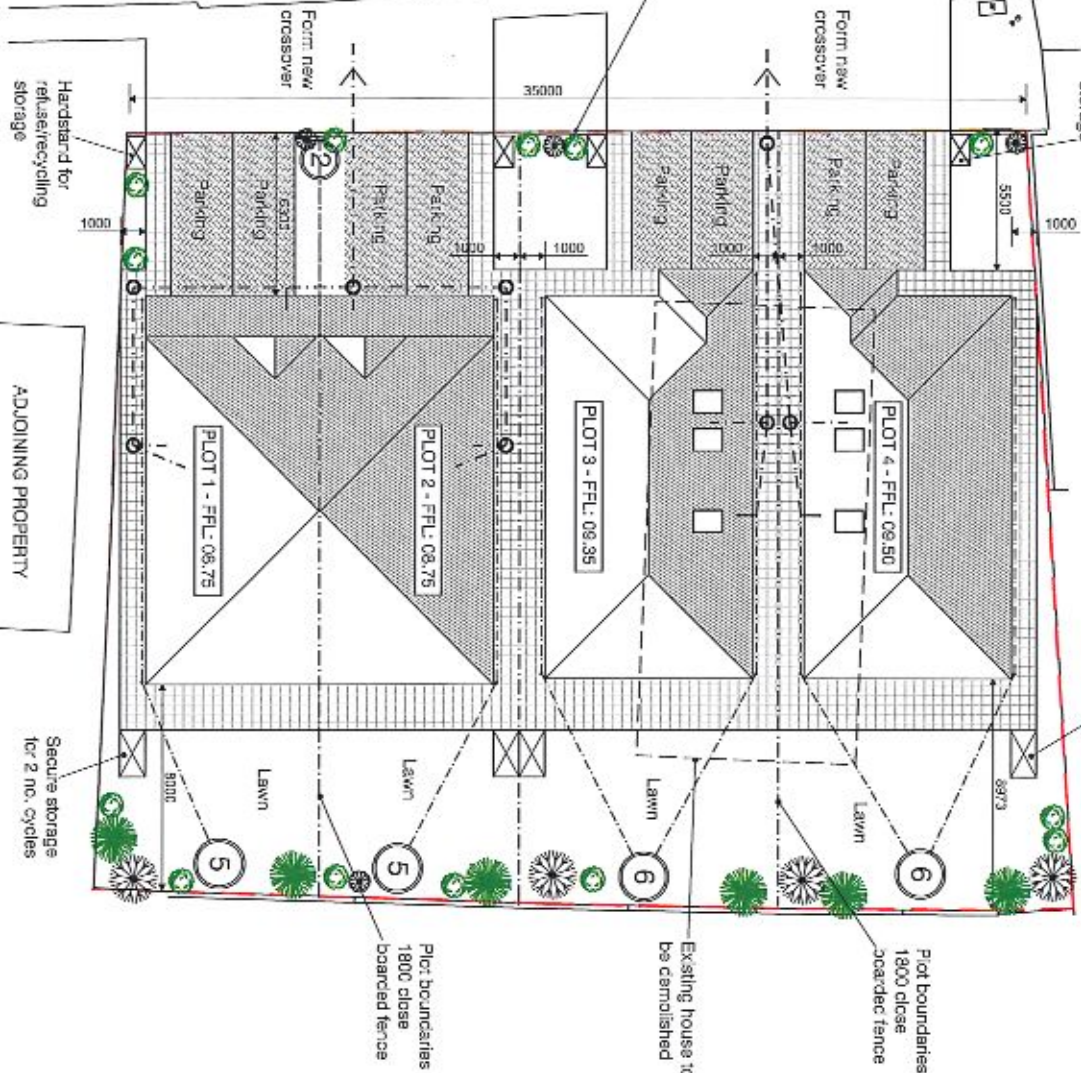 Form new
crossover
Form new
crossover
35000
Hardstand for
refuse/recycling
storage
1000
Parking
Parking
Parking
Parking
Parking
Parking
Parking
Parking
2
6300
1000
1000
1000
1000
5500
1000
ADJOINING PROPERTY
PLOT 1 - FFL: 08.75
PLOT 2 - FFL: 08.75
PLOT 3 - FFL: 09.35
PLOT 4 - FFL: 09.50
Secure storage
for 2 no. cycles
8000
Lawn
Lawn
Lawn
Lawn
8973
5
5
6
6
Plot boundaries
1800 close
boarded fence
Existing house to
be demolished
Plot boundaries
1800 close
boarded fence